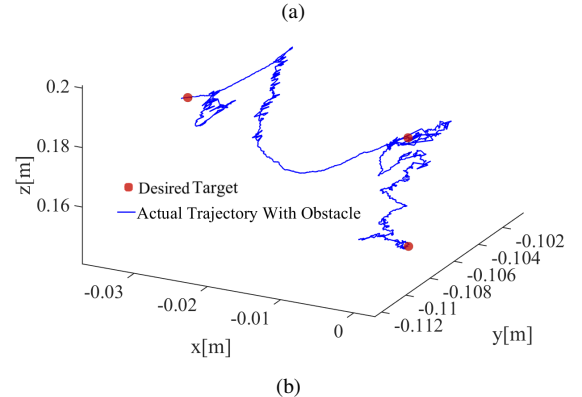 (a)
0.2
0.18
0.16
z[m]
Desired Target
Actual Trajectory With Obstacle
-0.03
-0.02
-0.01
0
x[m]
-0.102
-0.104
-0.106
-0.108
-0.11
-0.112
y[m]
(b)